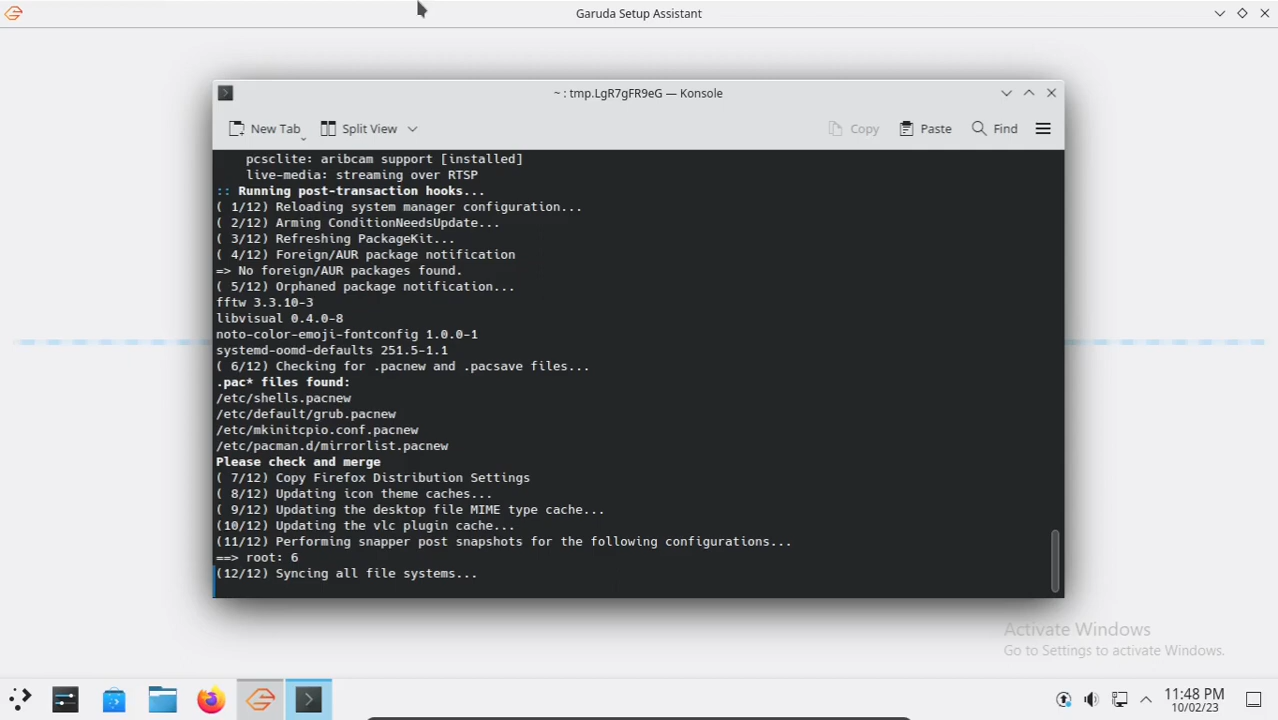 Garuda Setup Assistant
~ : tmp.LgR7gFR9eG — Konsole
New Tab Split View Copy Paste Find
pcsclite: aribcam support [installed]
live-media: streaming over RTSP
:: Running post-transaction hooks...
( 1/12) Reloading system manager configuration...
( 2/12) Arming ConditionNeedsUpdate...
( 3/12) Refreshing PackageKit...
( 4/12) Foreign/AUR package notification
=> No foreign/AUR packages found.
( 5/12) Orphaned package notification...
fftw 3.3.10-3
libvisual 0.4.0-8
noto-color-emoji-fontconfig 1.0.0-1
systemd-oomd-defaults 251.5-1.1
( 6/12) Checking for .pacnew and .pacsave files...
.pac* files found:
/etc/shells.pacnew
/etc/default/grub.pacnew
/etc/mkinitcpio.conf.pacnew
/etc/pacman.d/mirrorlist.pacnew
Please check and merge
( 7/12) Copy Firefox Distribution Settings
( 8/12) Updating icon theme caches...
( 9/12) Updating the desktop file MIME type cache...
(10/12) Updating the vlc plugin cache...
(11/12) Performing snapper post snapshots for the following configurations...
==> root: 6
(12/12) Syncing all file systems...
Activate Windows
Go to Settings to activate Windows.
11:48 PM
10/02/23